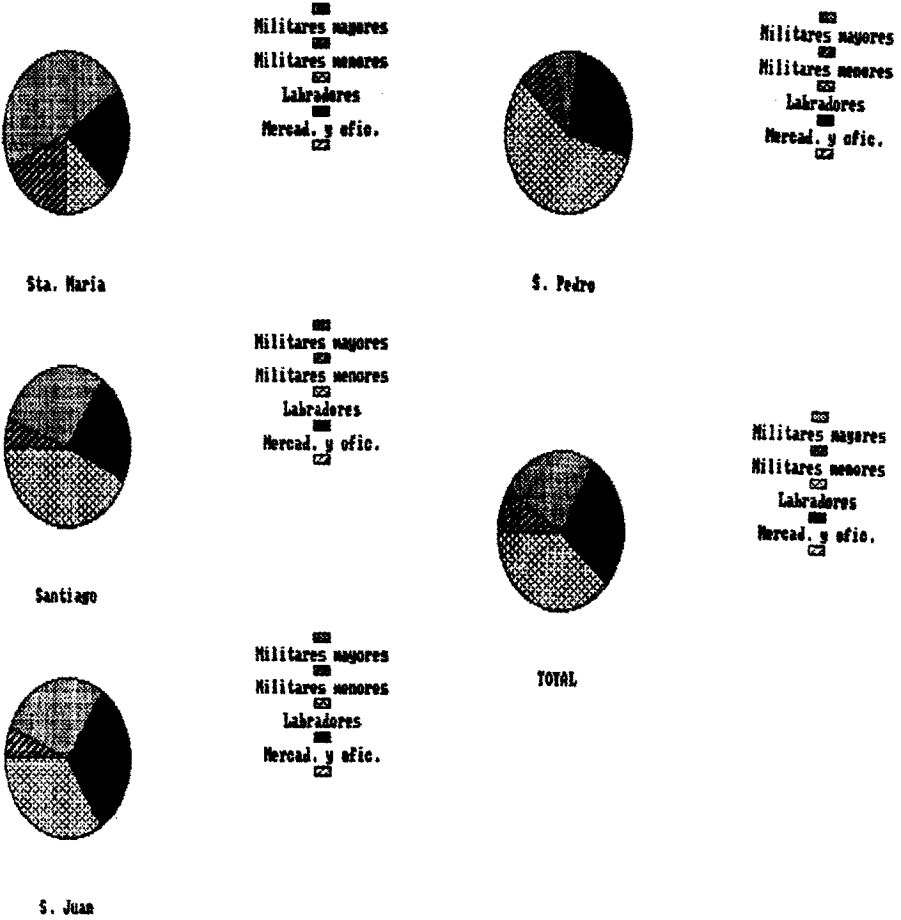 Militares mayores
Militares menores
Labradores
Mercad. y ofic.
Sta. María
Militares mayores
Militares menores
Labradores
Mercad. y ofic.
S. Pedro
Militares mayores
Militares menores
Labradores
Mercad. y ofic.
Santiago
Militares mayores
Militares menores
Labradores
Mercad. y ofic.
TOTAL
Militares mayores
Militares menores
Labradores
Mercad. y ofic.
S. Juan